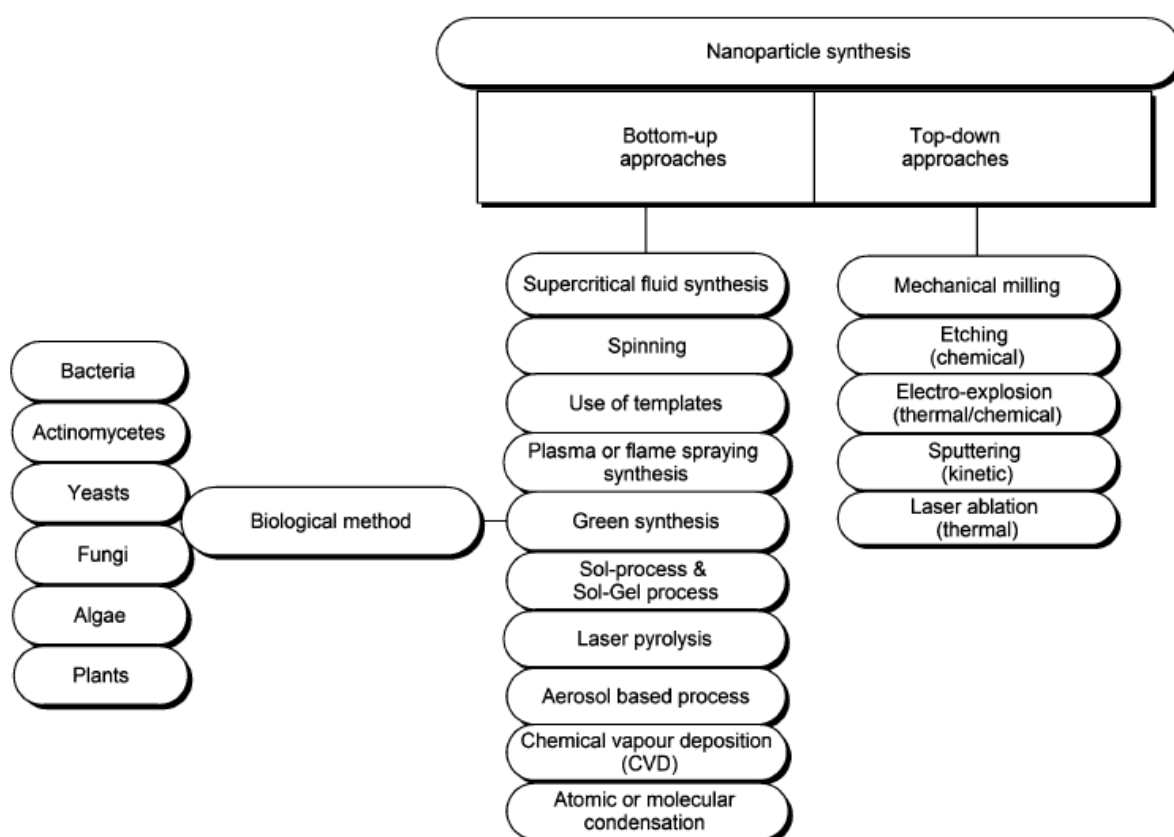 Nanoparticle synthesis
Bottom-up
approaches
Top-down
approaches
Supercritical fluid synthesis
Spinning
Use of templates
Plasma or flame spraying
synthesis
Green synthesis
Sol-process &
Sol-Gel process
Laser pyrolysis
Aerosol based process
Chemical vapour deposition
(CVD)
Atomic or molecular
condensation
Mechanical milling
Etching
(chemical)
Electro-explosion
(thermal/chemical)
Sputtering
(kinetic)
Laser ablation
(thermal)
Biological method
Bacteria
Actinomycetes
Yeasts
Fungi
Algae
Plants